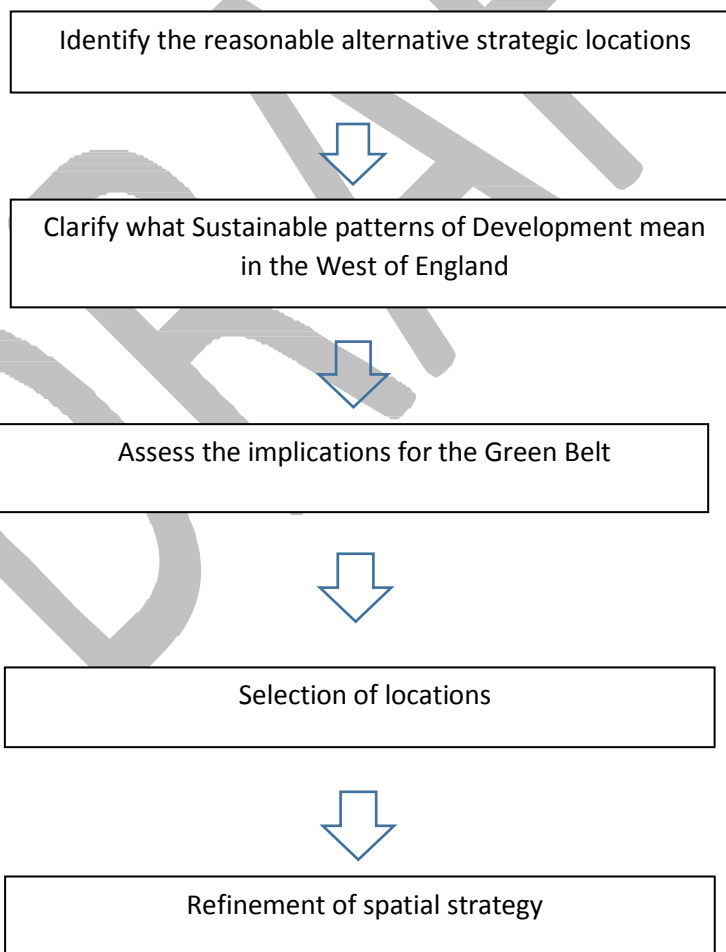 DRAFT
Identify the reasonable alternative strategic locations
Clarify what Sustainable patterns of Development mean
in the West of England
Assess the implications for the Green Belt
Selection of locations
Refinement of spatial strategy